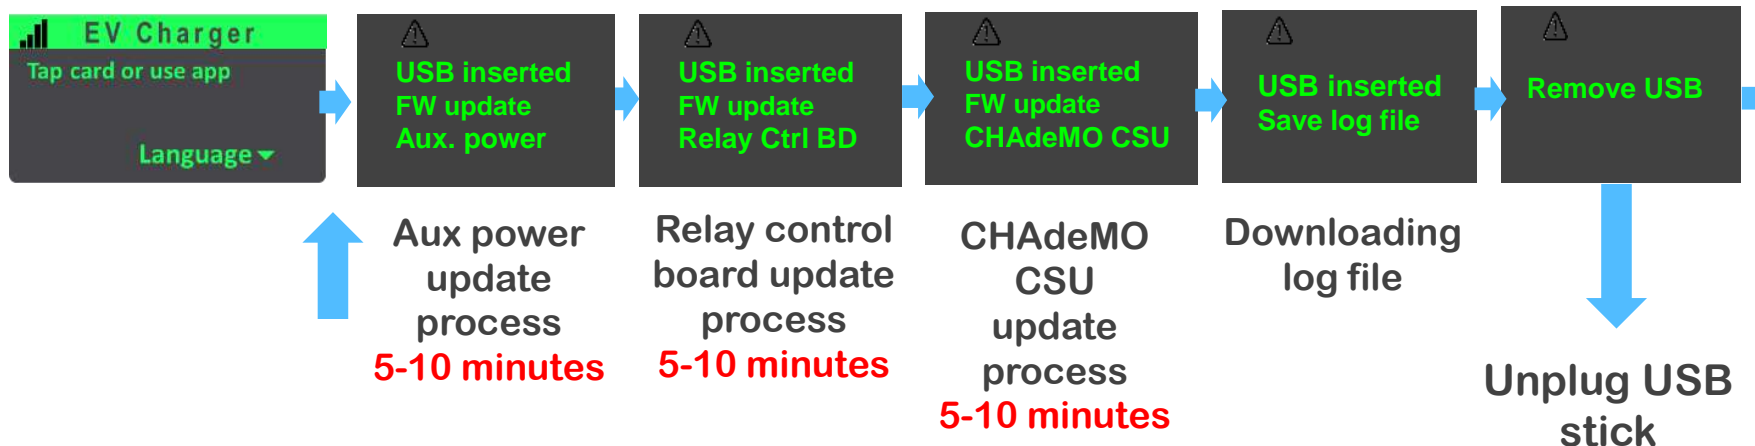 EV Charger
Tap card or use app
Language
USB inserted
FW update
Aux. power
USB inserted
FW update
Relay Ctrl BD
USB inserted
FW update
CHAdeMO CSU
USB inserted
Save log file
Remove USB
Aux power
update
process
5-10 minutes
Relay control
board update
process
5-10 minutes
CHAdeMO
CSU
update
process
5-10 minutes
Downloading
log file
Unplug USB
stick